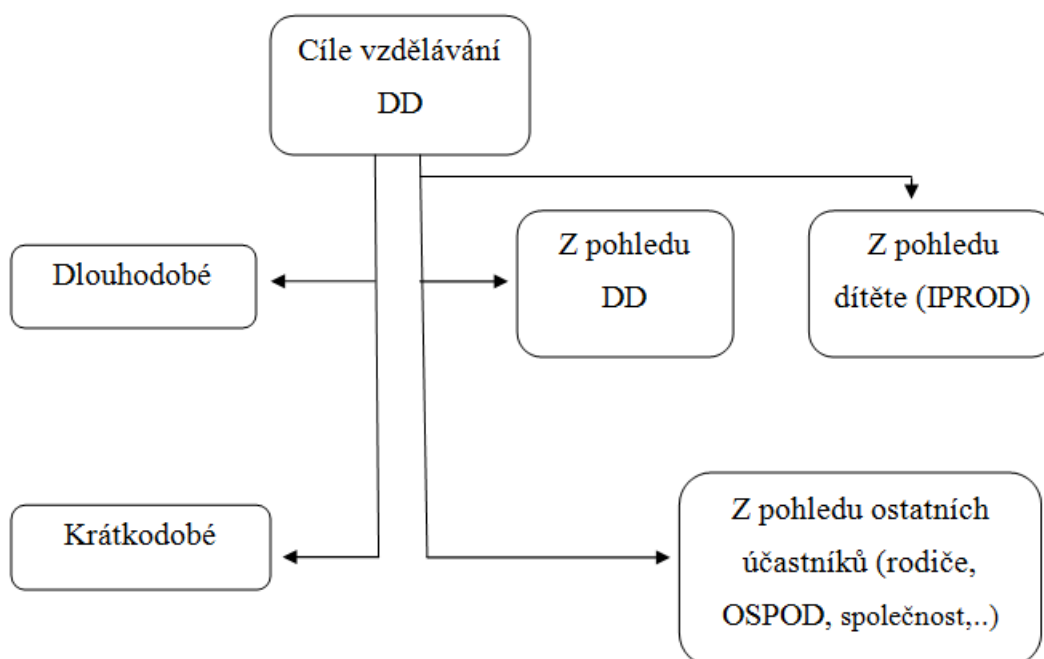 Cíle vzdělávání
DD
Dlouhodobé
Z pohledu
DD
Z pohledu
dítěte (IPROD)
Krátkodobé
Z pohledu ostatních
účastníků (rodiče,
OSPOD, společnost,..)